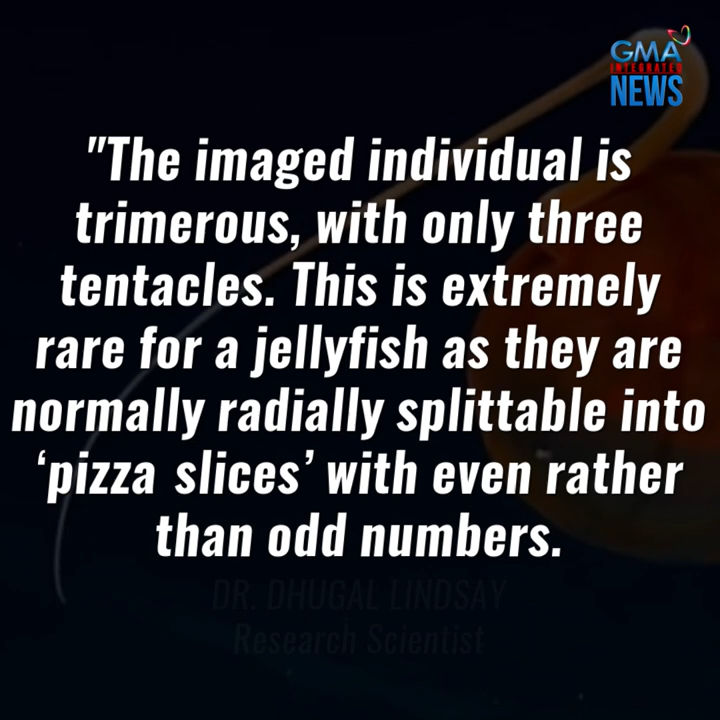 GMA
INTEGRATED
NEWS
"The imaged individual is
trimerous, with only three
tentacles. This is extremely
rare for a jellyfish as they are
normally radially splittable into
‘pizza slices’ with even rather
than odd numbers.
DR. DHUGAL LINDSAY
Research Scientist